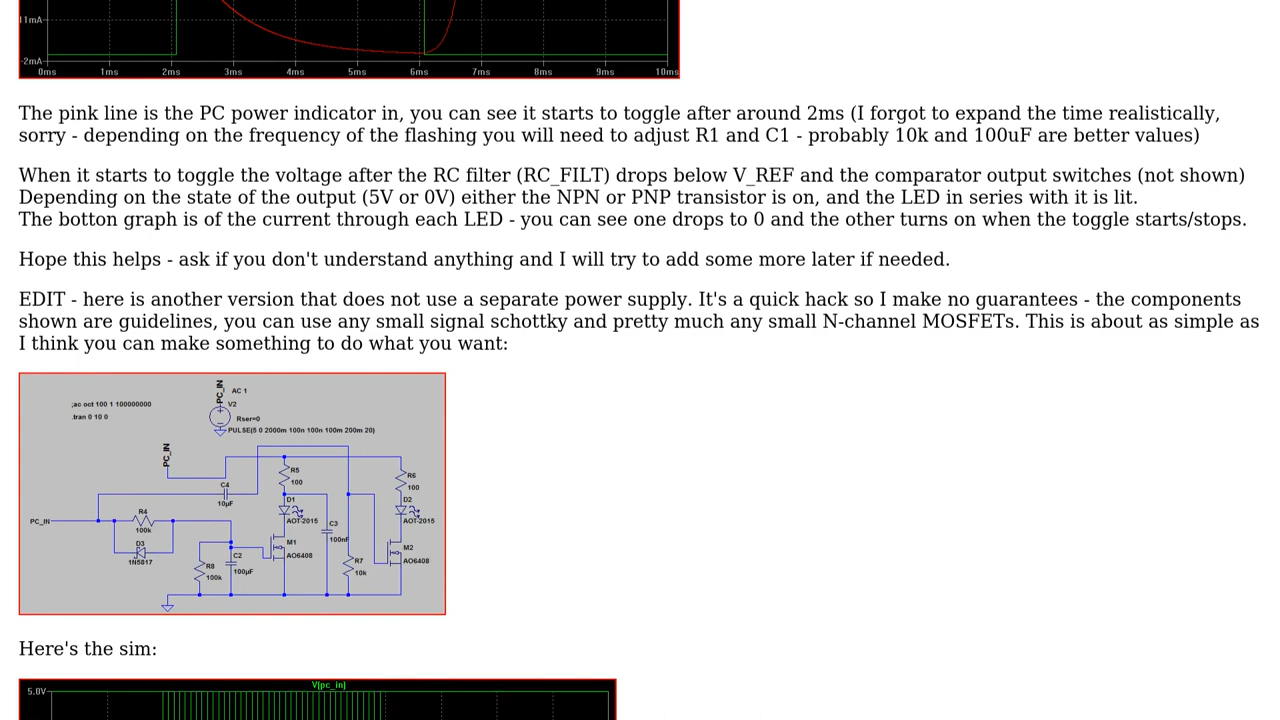 11mA
-2mA
0ms 1ms 2ms 3ms 4ms 5ms 6ms 7ms 8ms 9ms 10ms
The pink line is the PC power indicator in, you can see it starts to toggle after around 2ms (I forgot to expand the time realistically,
sorry - depending on the frequency of the flashing you will need to adjust R1 and C1 - probably 10k and 100uF are better values)
When it starts to toggle the voltage after the RC filter (RC_FILT) drops below V_REF and the comparator output switches (not shown)
Depending on the state of the output (5V or 0V) either the NPN or PNP transistor is on, and the LED in series with it is lit.
The botton graph is of the current through each LED - you can see one drops to 0 and the other turns on when the toggle starts/stops.
Hope this helps - ask if you don't understand anything and I will try to add some more later if needed.
EDIT - here is another version that does not use a separate power supply. It's a quick hack so I make no guarantees - the components
shown are guidelines, you can use any small signal schottky and pretty much any small N-channel MOSFETs. This is about as simple as
I think you can make something to do what you want:
;ac oct 100 1 100000000
.tran 0 10 0
PC_IN
AC 1
V2
Rser=0
PULSE(5 0 2000m 100n 100n 100m 200m 20)
PC_IN
R5
100
R6
100
C4
10µF
D1
AOT-2015
D2
AOT-2015
PC_IN
R4
100k
C3
100nF
D3
1N5817
M1
AO6408
M2
AO6408
C2
100µF
R8
100k
R7
10k
Here's the sim:
V(pc_in)
5.0V